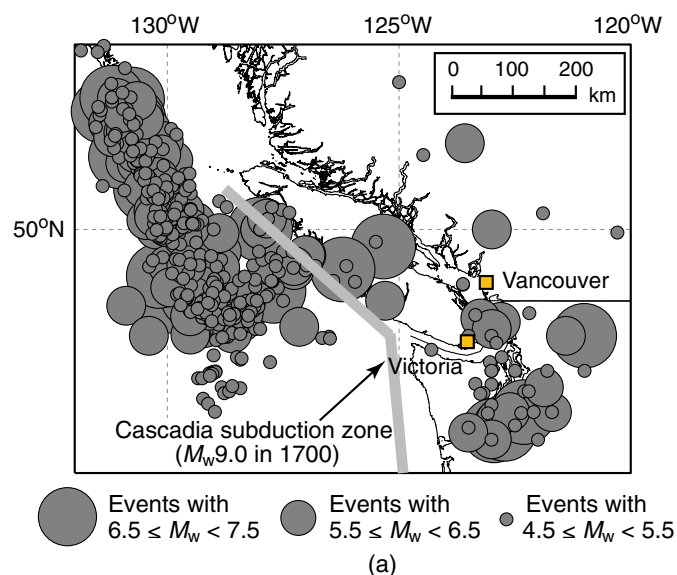 130°W 125°W 120°W
0 100 200
km
50°N
Vancouver
Victoria
Cascadia subduction zone
(Mw9.0 in 1700)
Events with
6.5 ≤ Mw < 7.5
Events with
5.5 ≤ Mw < 6.5
Events with
4.5 ≤ Mw < 5.5
(a)